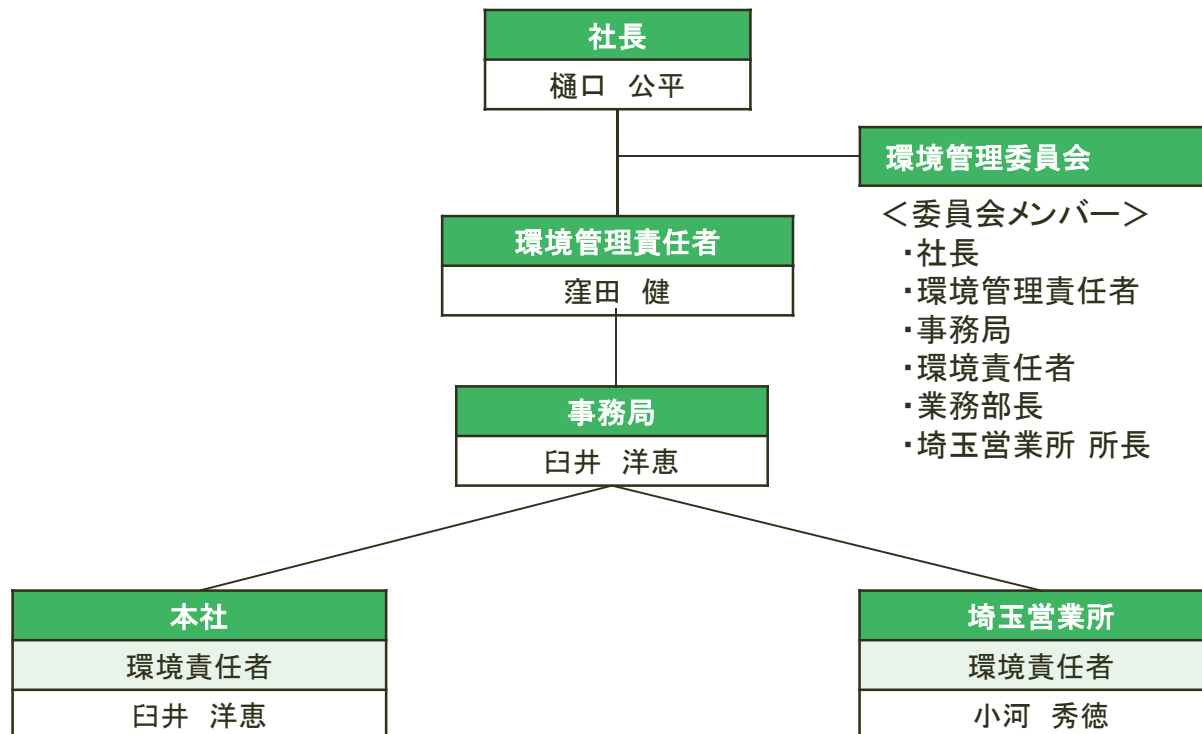 社長
樋口　公平
環境管理委員会
＜委員会メンバー＞
・社長
・環境管理責任者
・事務局
・環境責任者
・業務部長
・埼玉営業所 所長
環境管理責任者
窪田　健
事務局
臼井　洋恵
本社
環境責任者
臼井　洋恵
埼玉営業所
環境責任者
小河　秀徳